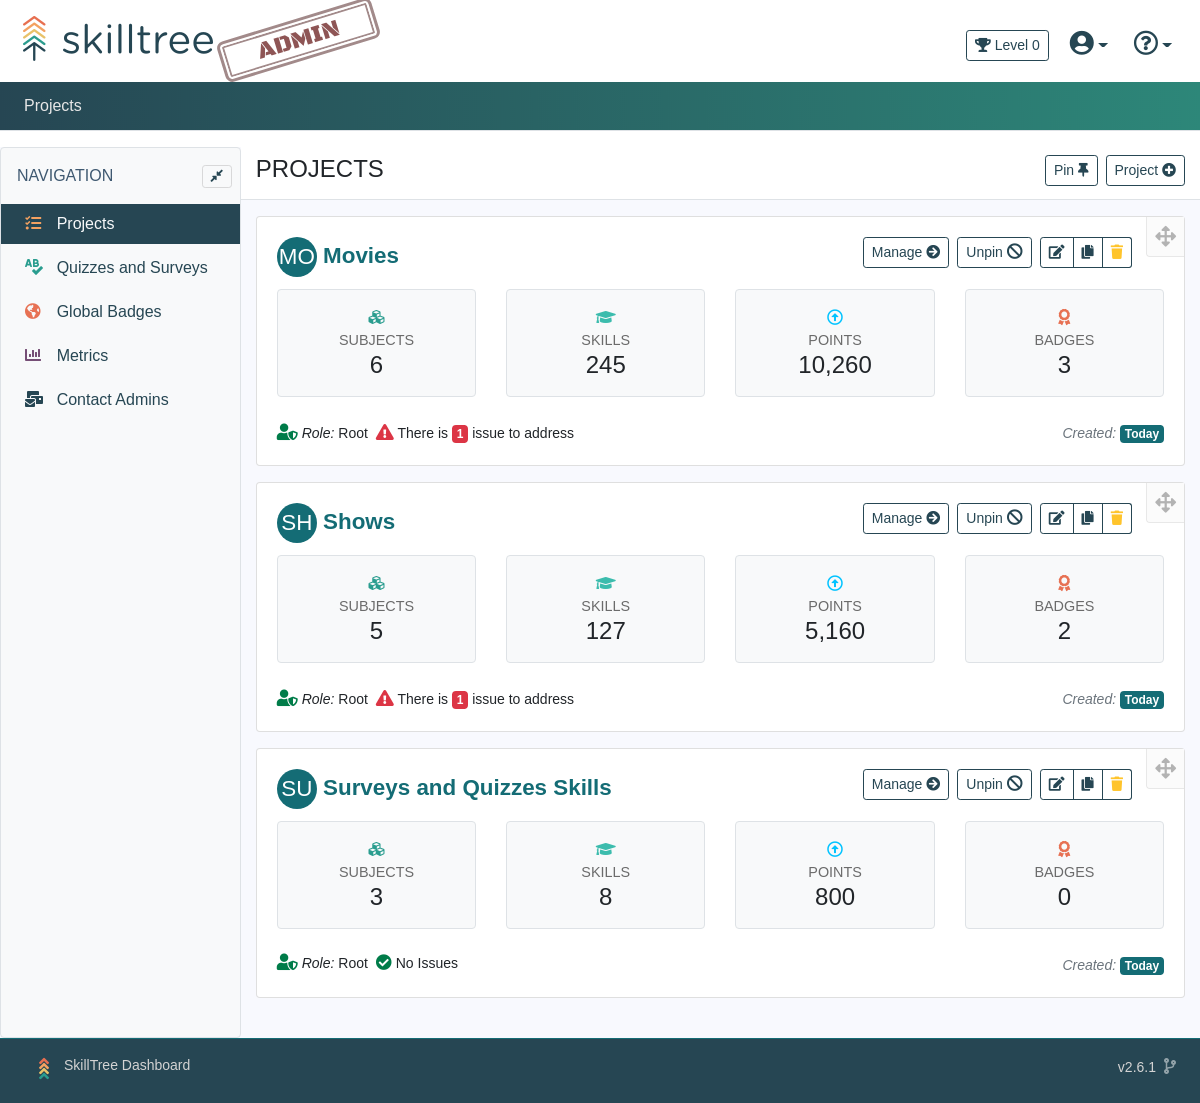 skilltree
ADMIN
Level 0
Projects
NAVIGATION
Projects
AB
Quizzes and Surveys
Global Badges
Metrics
Contact Admins
PROJECTS
Pin
Project
MO Movies
Manage
Unpin
SUBJECTS
6
SKILLS
245
POINTS
10,260
BADGES
3
Role: Root There is 1 issue to address
Created: Today
SH Shows
Manage
Unpin
SUBJECTS
5
SKILLS
127
POINTS
5,160
BADGES
2
Role: Root There is 1 issue to address
Created: Today
SU Surveys and Quizzes Skills
Manage
Unpin
SUBJECTS
3
SKILLS
8
POINTS
800
BADGES
0
Role: Root No Issues
Created: Today
SkillTree Dashboard
v2.6.1